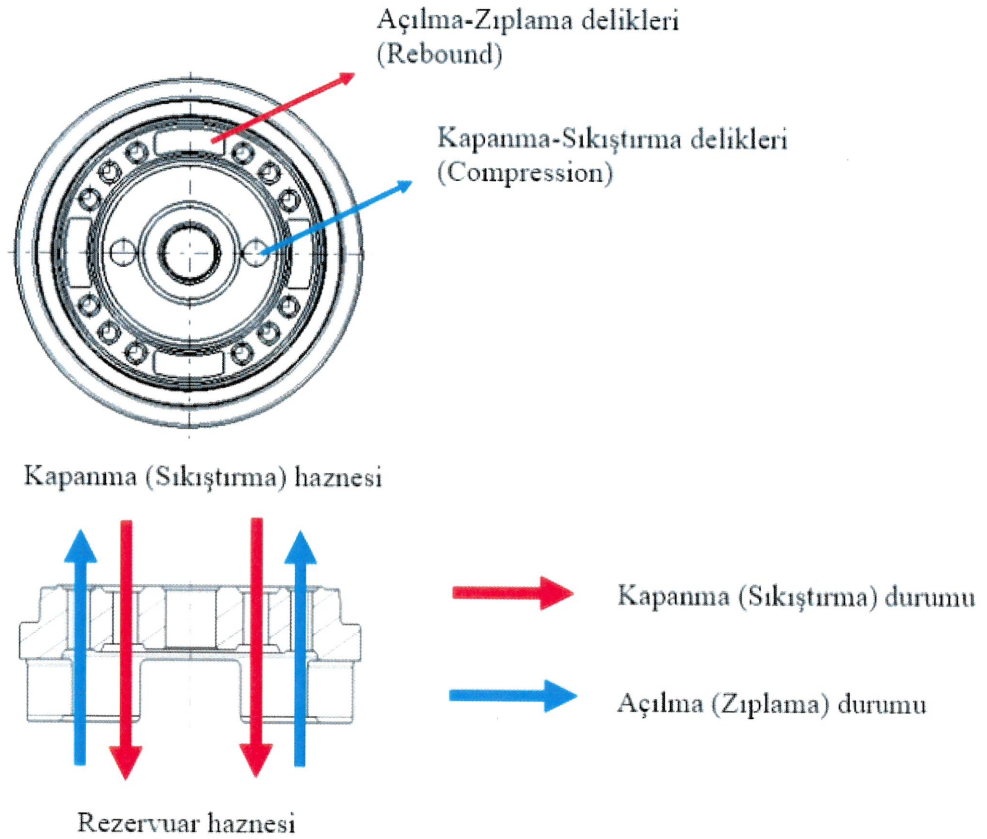 Açılma-Zıplama delikleri
(Rebound)
Kapanma-Sıkıştırma delikleri
(Compression)
Kapanma (Sıkıştırma) haznesi
Kapanma (Sıkıştırma) durumu
Açılma (Zıplama) durumu
Rezervuar haznesi